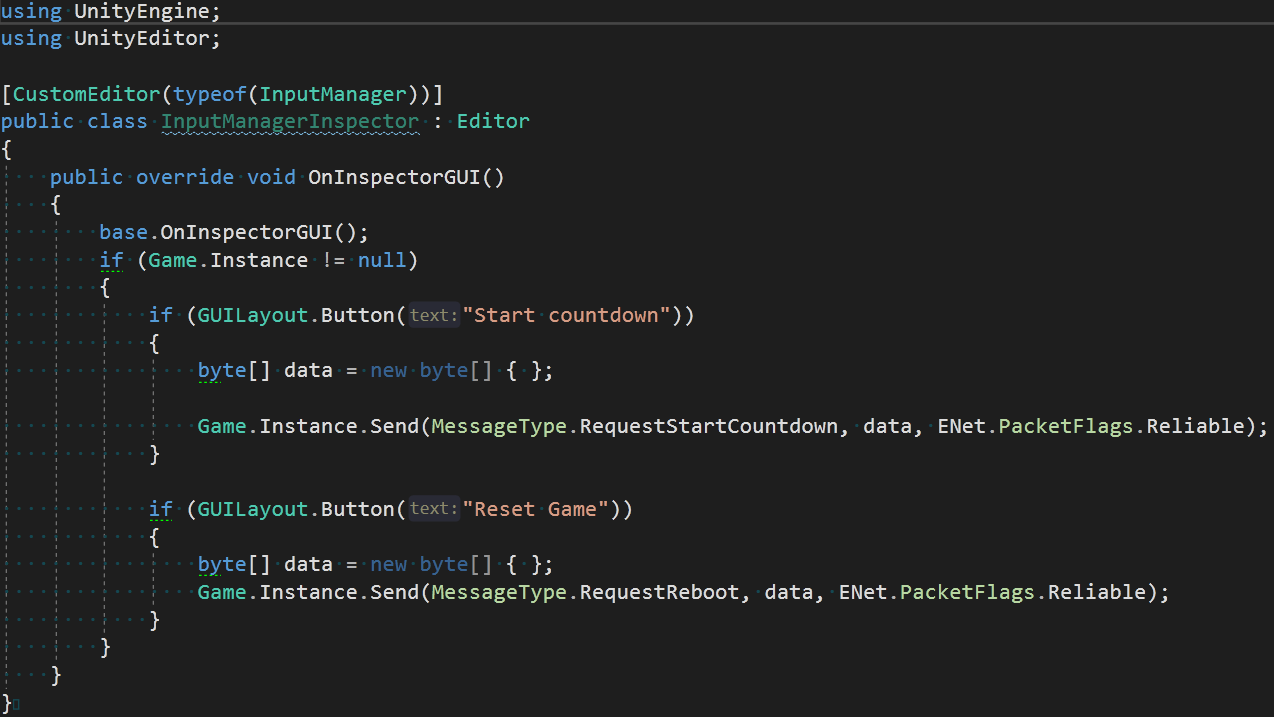 using UnityEngine;
using UnityEditor;
[CustomEditor(typeof(InputManager))]
public class InputManagerInspector : Editor
{
public override void OnInspectorGUI()
{
base.OnInspectorGUI();
if (Game.Instance != null)
{
if (GUILayout.Button(text:"Start countdown"))
{
byte[] data = new byte[] { };
Game.Instance.Send(MessageType.RequestStartCountdown, data, ENet.PacketFlags.Reliable);
}
if (GUILayout.Button(text:"Reset Game"))
{
byte[] data = new byte[] { };
Game.Instance.Send(MessageType.RequestReboot, data, ENet.PacketFlags.Reliable);
}
}
}
}